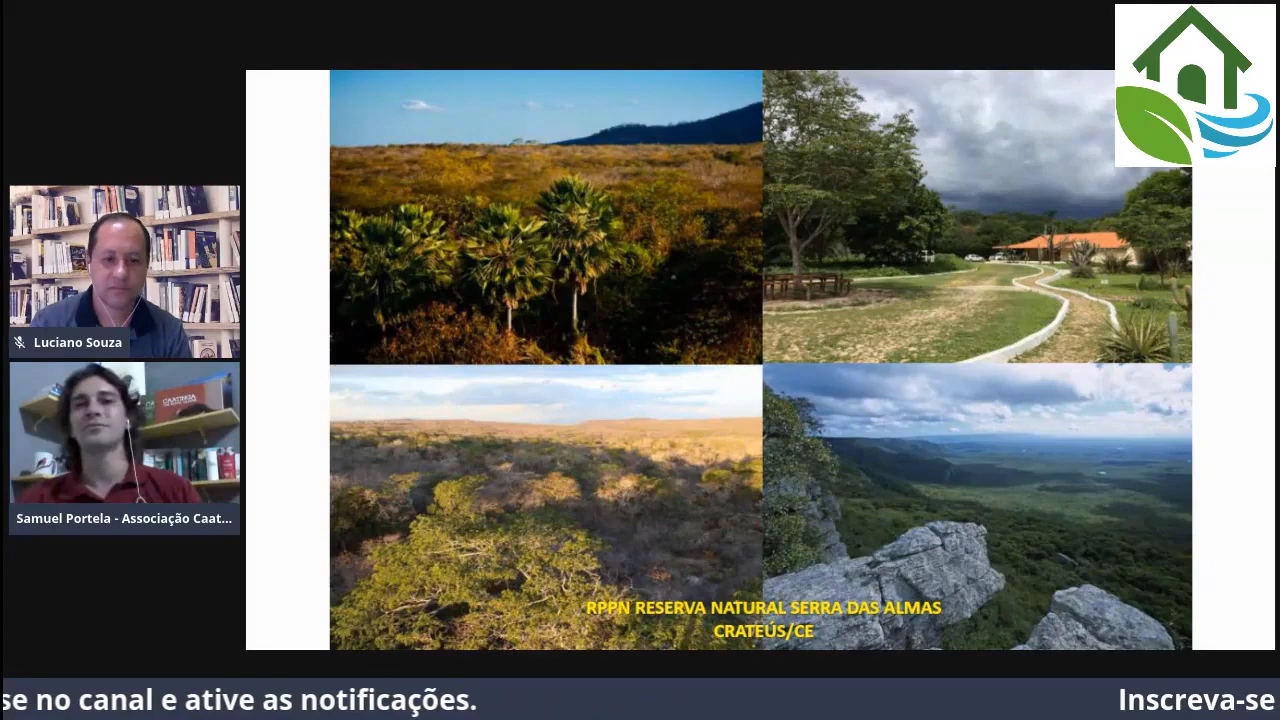 Luciano Souza
CAATINGA
Samuel Portela - Associação Caat...
RPPN RESERVA NATURAL SERRA DAS ALMAS
CRATEÚS/CE
se no canal e ative as notificações.
Inscreva-se